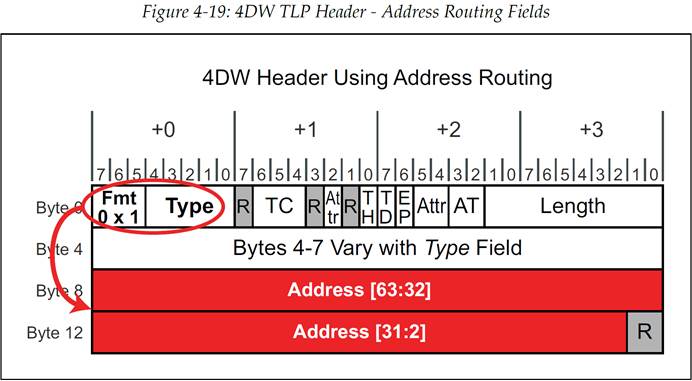 Figure 4-19: 4DW TLP Header - Address Routing Fields
4DW Header Using Address Routing
+0 +1 +2 +3
7 6 5 4 3 2 1 0 7 6 5 4 3 2 1 0 7 6 5 4 3 2 1 0 7 6 5 4 3 2 1 0
Byte 0 Fmt 0 x 1 Type R TC R Attr R TH TD EP Attr AT Length
Byte 4 Bytes 4-7 Vary with Type Field
Byte 8 Address [63:32]
Byte 12 Address [31:2] R